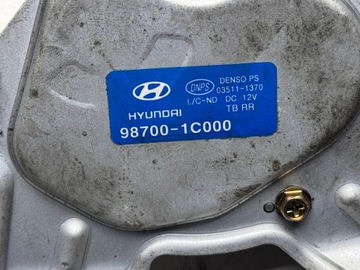 DNPS
DENSO PS
03511-1370
L/C-ND DC 12V
TB RR
HYUNDAI
98700-1C000